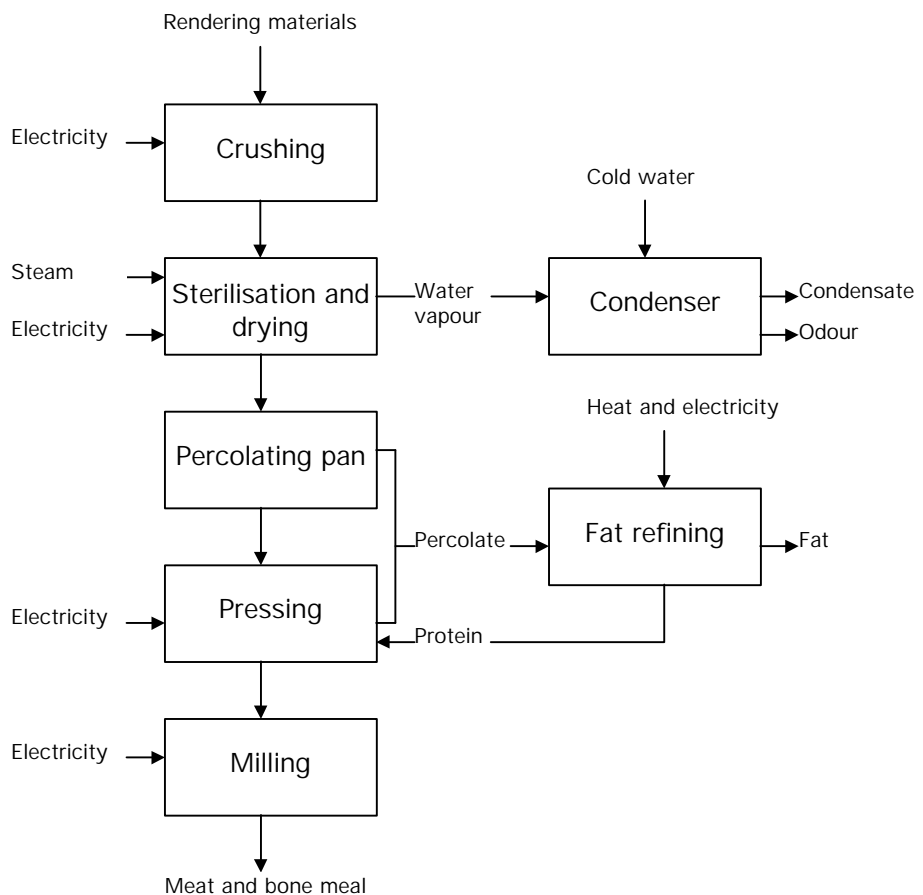 Rendering materials
Electricity
Crushing
Cold water
Steam
Electricity
Sterilisation and
drying
Water
vapour
Condenser
Condensate
Odour
Heat and electricity
Percolating pan
Percolate
Fat refining
Fat
Electricity
Pressing
Protein
Electricity
Milling
Meat and bone meal